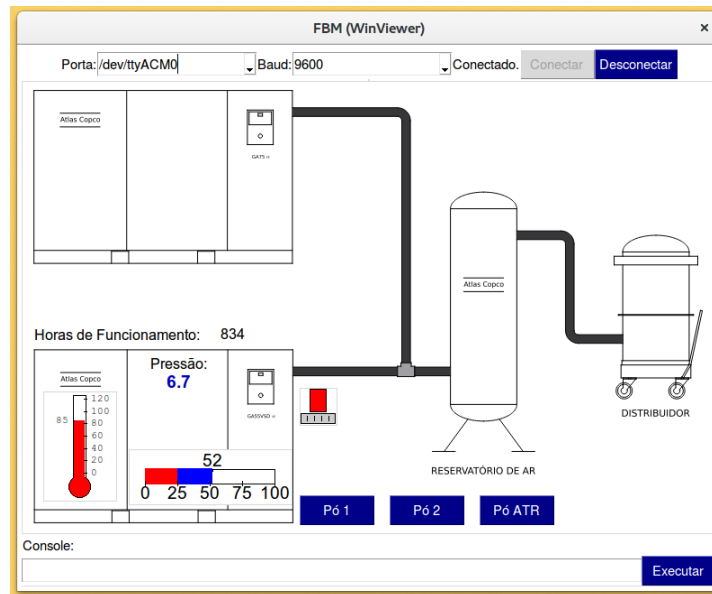 FBM (WinViewer)
×
Porta: /dev/ttyACM0 Baud: 9600 Conectado. Conectar Desconectar
Atlas Copco
GA75
Atlas Copco
Horas de Funcionamento: 834
Atlas Copco
Pressão:
6.7
GA55VSD
120
100
85 80
60
40
20
0
52
0 25 50 75 100
DISTRIBUIDOR
RESERVATÓRIO DE AR
Pó 1 Pó 2 Pó ATR
Console:
Executar